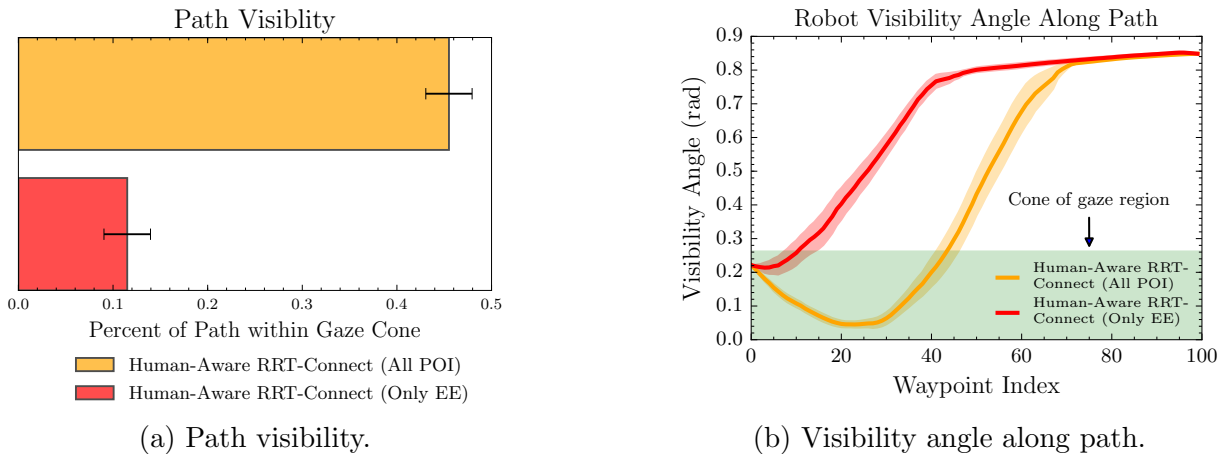 Path Visiblity
0.0 0.1 0.2 0.3 0.4 0.5
Percent of Path within Gaze Cone
Human-Aware RRT-Connect (All POI)
Human-Aware RRT-Connect (Only EE)
(a) Path visibility.
Robot Visibility Angle Along Path
Visibility Angle (rad)
0.9
0.8
0.7
0.6
0.5
0.4
0.3
0.2
0.1
0.0
Cone of gaze region
Human-Aware RRT-
Connect (All POI)
Human-Aware RRT-
Connect (Only EE)
0 20 40 60 80 100
Waypoint Index
(b) Visibility angle along path.